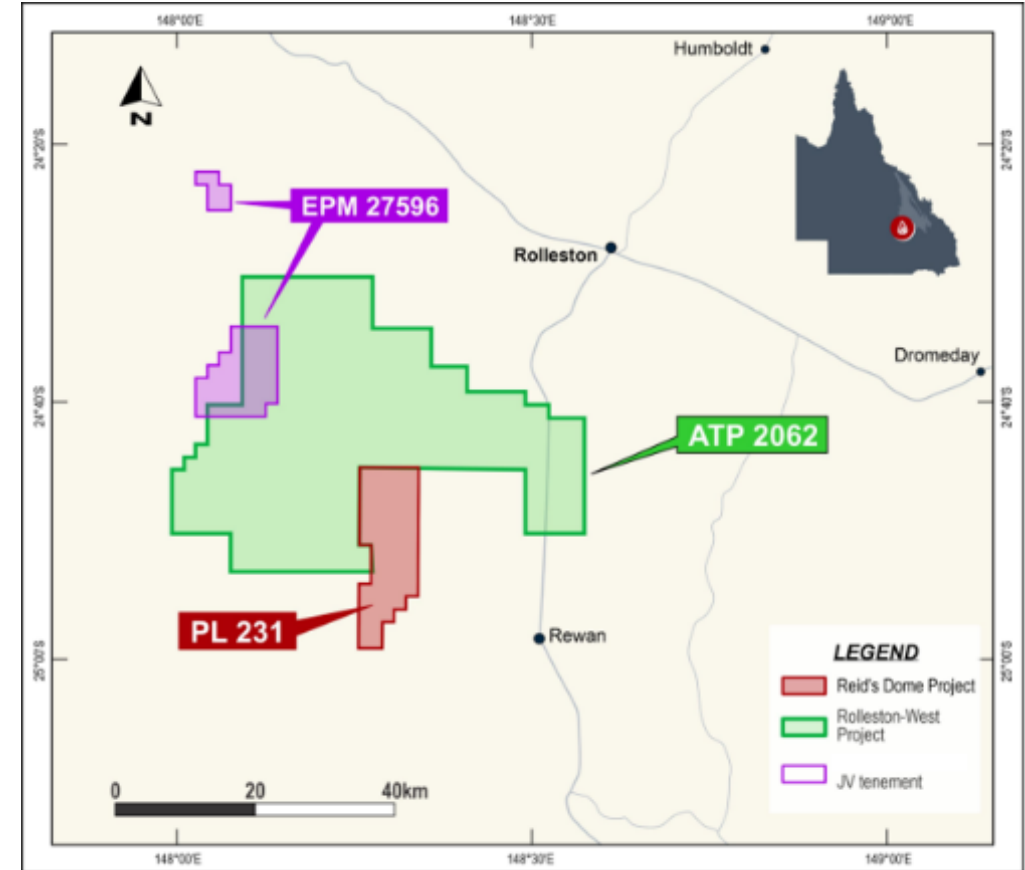 148°00'E
148°30'E
149°00'E
Humboldt
N
24°20'S
24°20'S
EPM 27596
Rolleston
Dromeday
24°40'S
24°40'S
ATP 2062
PL 231
Rewan
25°00'S
25°00'S
LEGEND
Reid's Dome Project
Rolleston-West
Project
JV tenement
0 20 40km
148°00'E
148°30'E
149°00'E